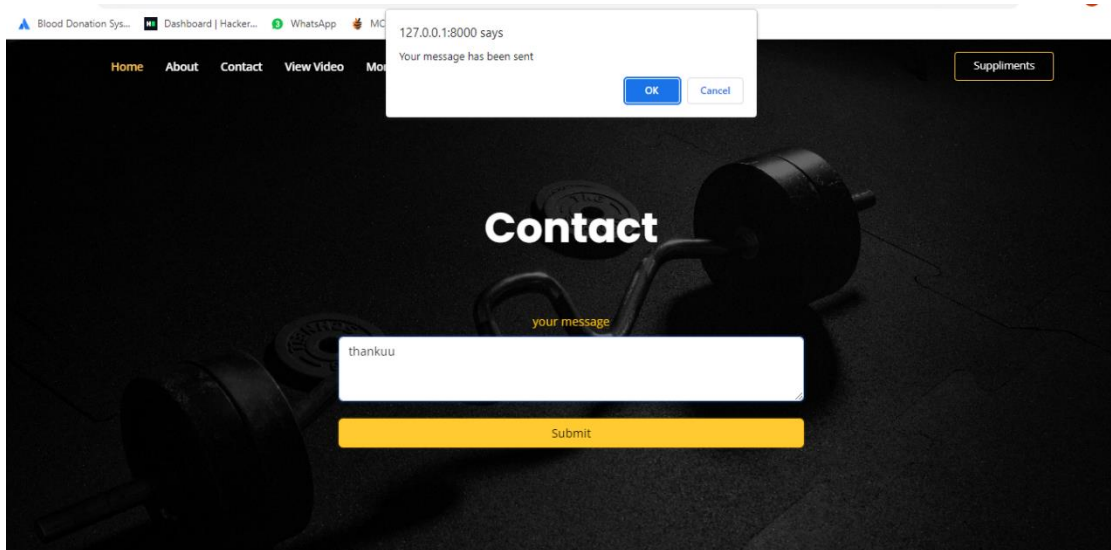 Blood Donation Sys... Dashboard | Hacker... 3 WhatsApp MC
127.0.0.1:8000 says
Your message has been sent
OK Cancel
Home About Contact View Video Mo
Suppliments
Contact
your message
thankuu
Submit